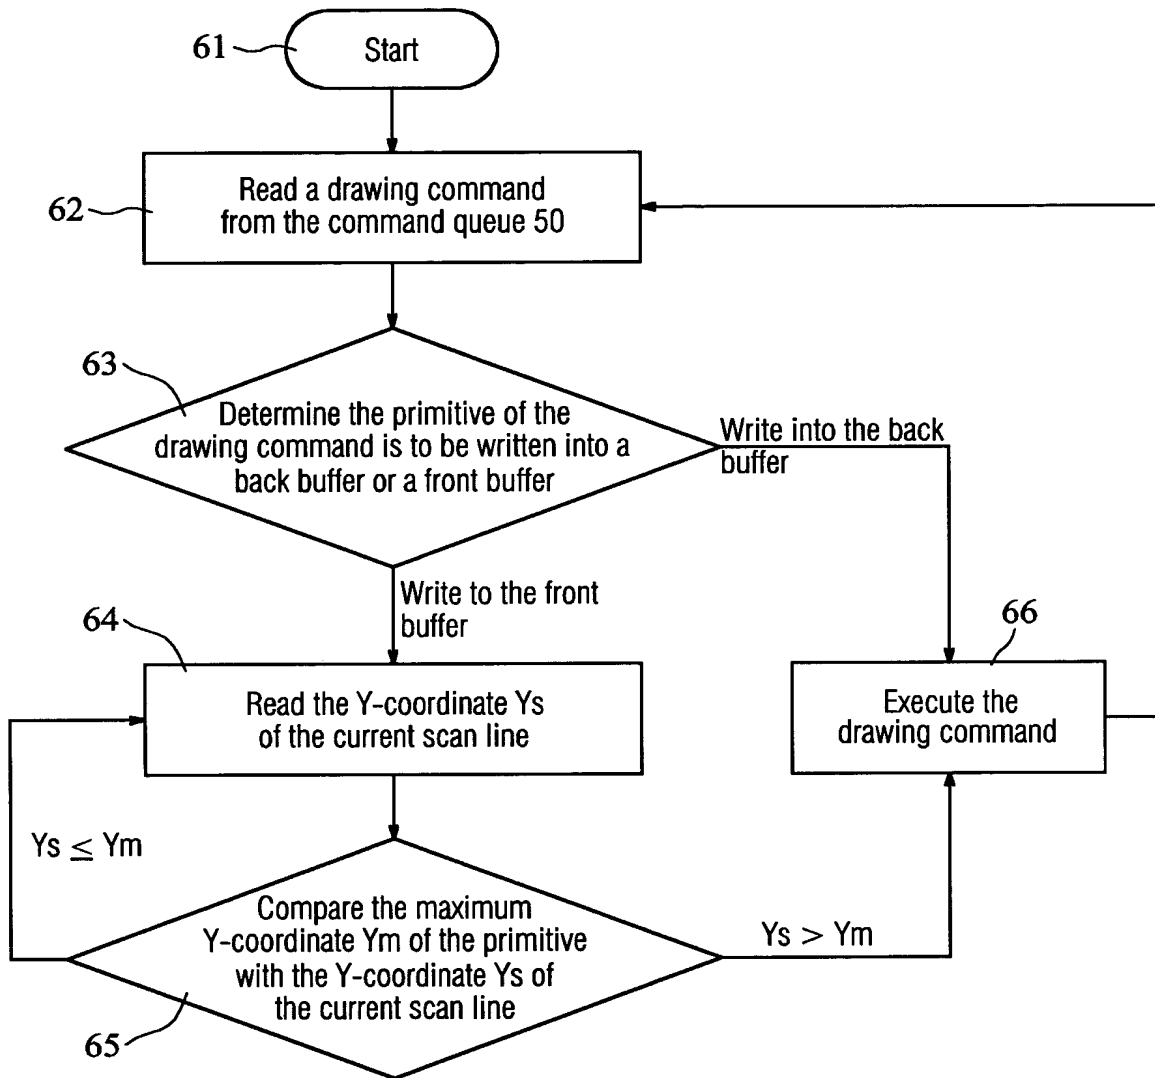 61
Start
62
Read a drawing command
from the command queue 50
63
Determine the primitive of the
drawing command is to be written into a
back buffer or a front buffer
Write into the back
buffer
Write to the front
buffer
64
Read the Y-coordinate Ys
of the current scan line
66
Execute the
drawing command
Ys ≤ Ym
Compare the maximum
Y-coordinate Ym of the primitive
with the Y-coordinate Ys of
the current scan line
Ys > Ym
65